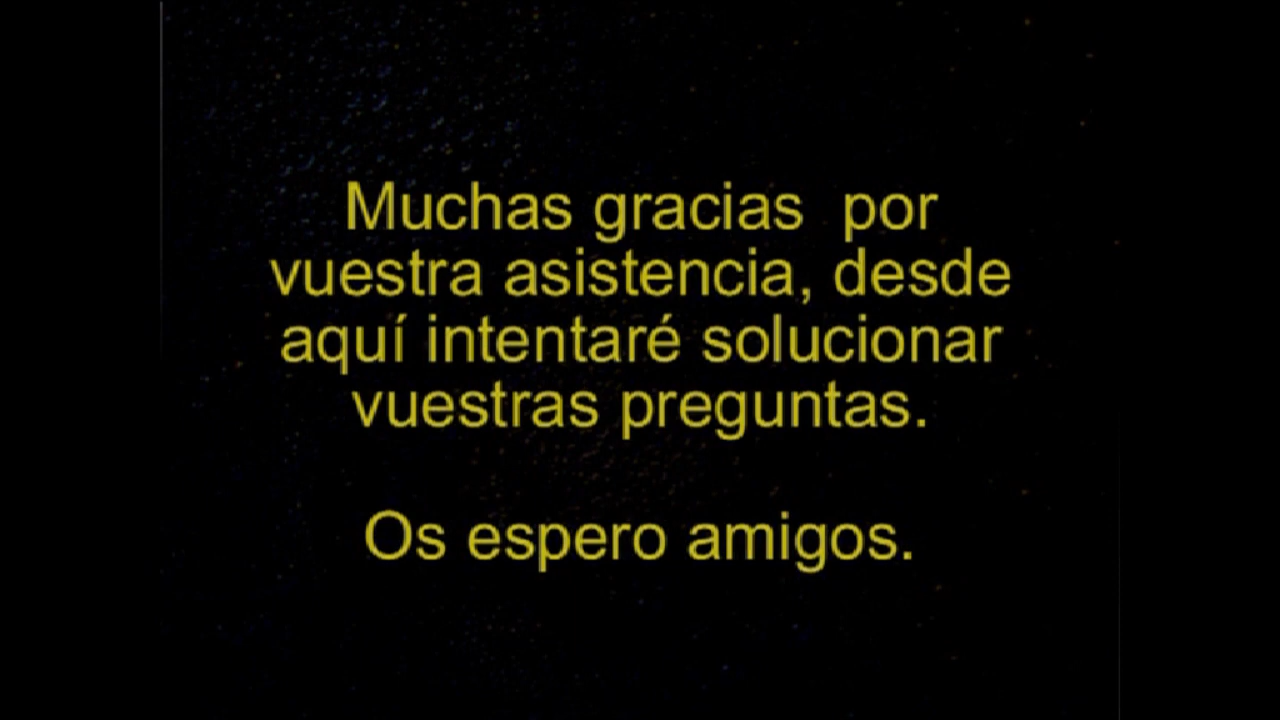 Muchas gracias  por
vuestra asistencia, desde
aquí intentaré solucionar
vuestras preguntas.
Os espero amigos.